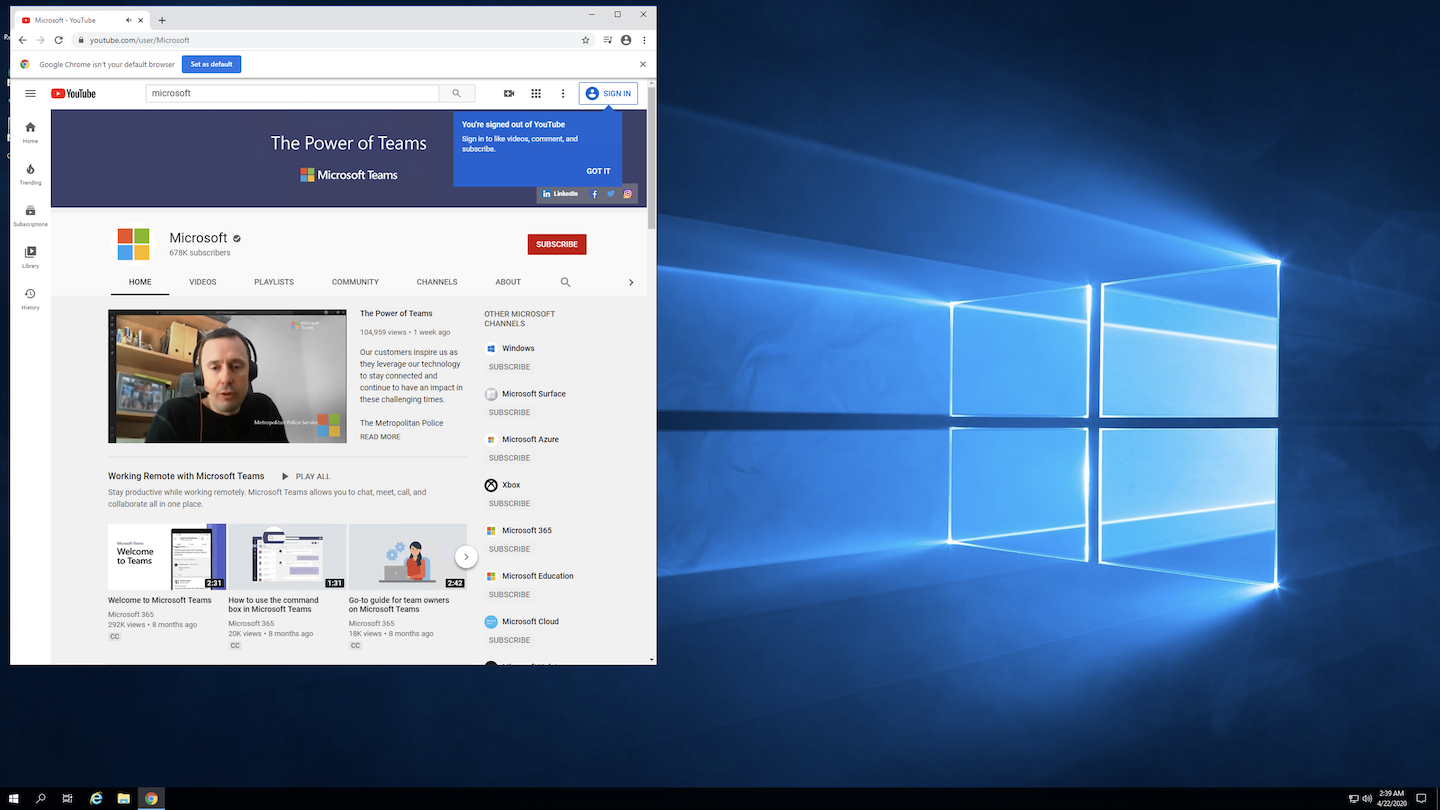 Microsoft - YouTube
youtube.com/user/Microsoft
Google Chrome isn't your default browser
Set as default
YouTube
microsoft
SIGN IN
Home
Trending
Subscriptions
Library
History
The Power of Teams
Microsoft Teams
You're signed out of YouTube
Sign in to like videos, comment, and
subscribe.
GOT IT
in LinkedIn
Microsoft
678K subscribers
SUBSCRIBE
HOME VIDEOS PLAYLISTS COMMUNITY CHANNELS ABOUT
Microsoft
Teams
Metropolitan Police Service
The Power of Teams
104,959 views • 1 week ago
Our customers inspire us as
they leverage our technology
to stay connected and
continue to have an impact in
these challenging times.
The Metropolitan Police
READ MORE
OTHER MICROSOFT
CHANNELS
Windows
SUBSCRIBE
Microsoft Surface
SUBSCRIBE
Microsoft Azure
SUBSCRIBE
Xbox
SUBSCRIBE
Microsoft 365
SUBSCRIBE
Microsoft Education
SUBSCRIBE
Microsoft Cloud
SUBSCRIBE
Working Remote with Microsoft Teams PLAY ALL
Stay productive while working remotely. Microsoft Teams allows you to chat, meet, call, and
collaborate all in one place.
Microsoft Teams
Welcome
to Teams
2:31
Welcome to Microsoft Teams
Microsoft 365
292K views • 8 months ago
CC
1:31
How to use the command
box in Microsoft Teams
Microsoft 365
20K views • 8 months ago
CC
2:42
Go-to guide for team owners
on Microsoft Teams
Microsoft 365
18K views • 8 months ago
CC
2:39 AM
4/22/2020